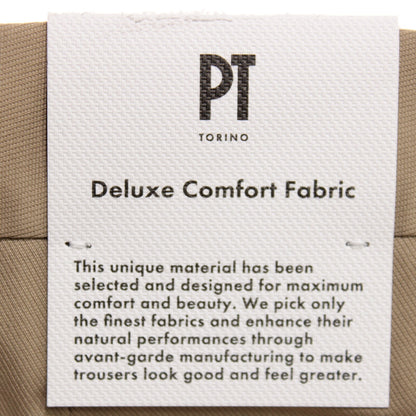 PT
TORINO
Deluxe Comfort Fabric
This unique material has been
selected and designed for maximum
comfort and beauty. We pick only
the finest fabrics and enhance their
natural performances through
avant-garde manufacturing to make
trousers look good and feel greater.